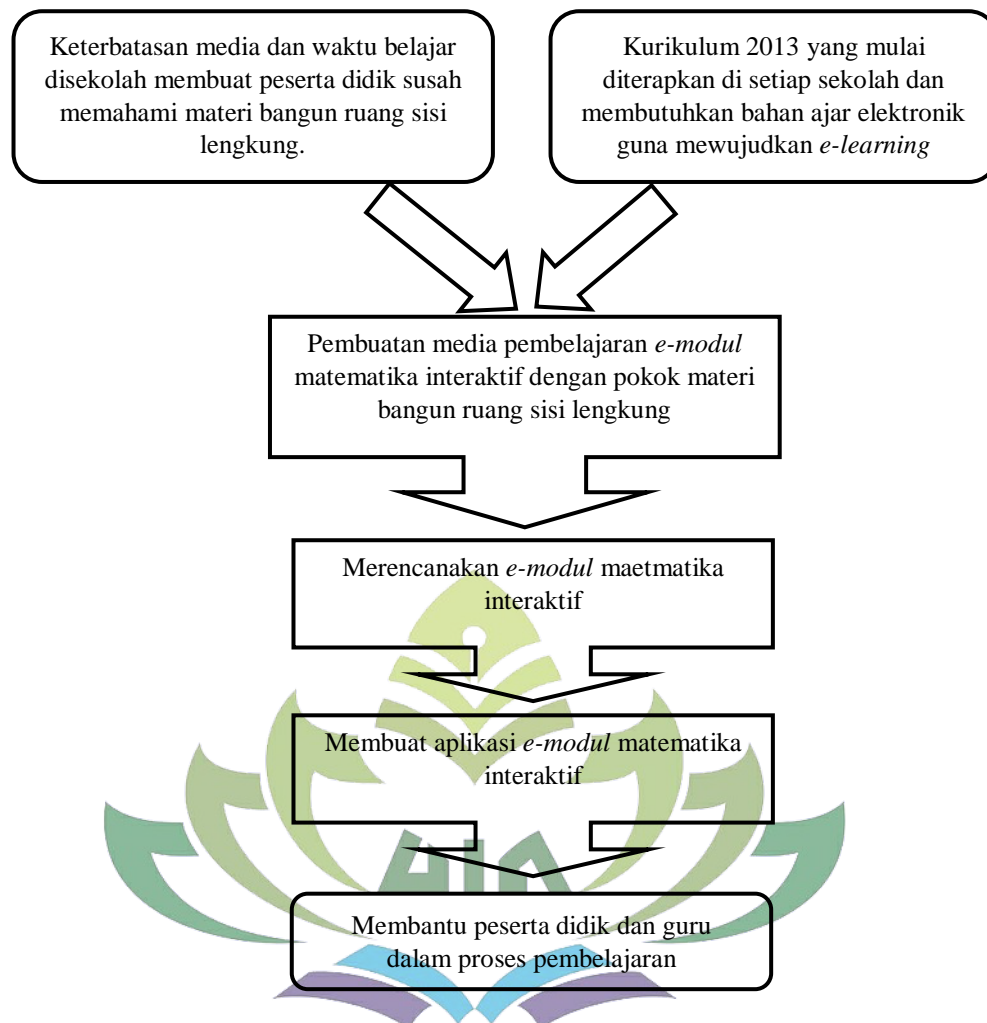 Keterbatasan media dan waktu belajar
disekolah membuat peserta didik susah
memahami materi bangun ruang sisi
lengkung.
Kurikulum 2013 yang mulai
diterapkan di setiap sekolah dan
membutuhkan bahan ajar elektronik
guna mewujudkan e-learning
Pembuatan media pembelajaran e-modul
matematika interaktif dengan pokok materi
bangun ruang sisi lengkung
Merencanakan e-modul maetmatika
interaktif
Membuat aplikasi e-modul matematika
interaktif
Membantu peserta didik dan guru
dalam proses pembelajaran